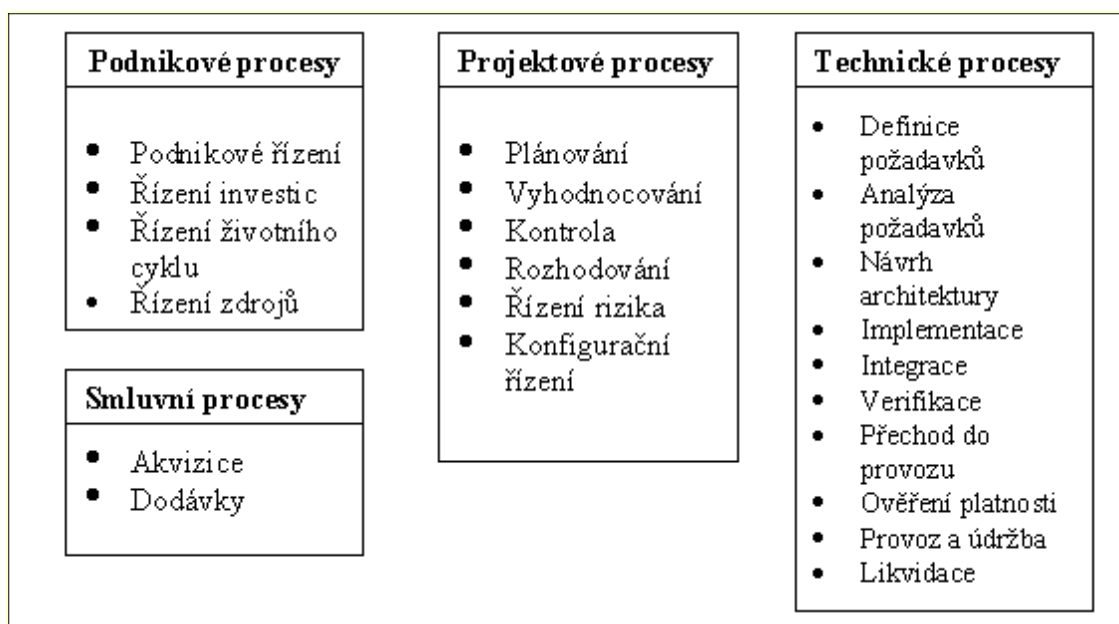 Podnikové procesy
• Podnikové řízení
• Řízení investic
• Řízení životního
cyklu
• Řízení zdrojů
Smluvní procesy
• Akvizice
• Dodávky
Projektové procesy
• Plánování
• Vyhodnocování
• Kontrola
• Rozhodování
• Řízení rizika
• Konfigurační
řízení
Technické procesy
• Definice
požadavků
• Analýza
požadavků
• Návrh
architektury
• Implementace
• Integrace
• Verifikace
• Přechod do
provozu
• Ověření platnosti
• Provoz a údržba
• Likvidace